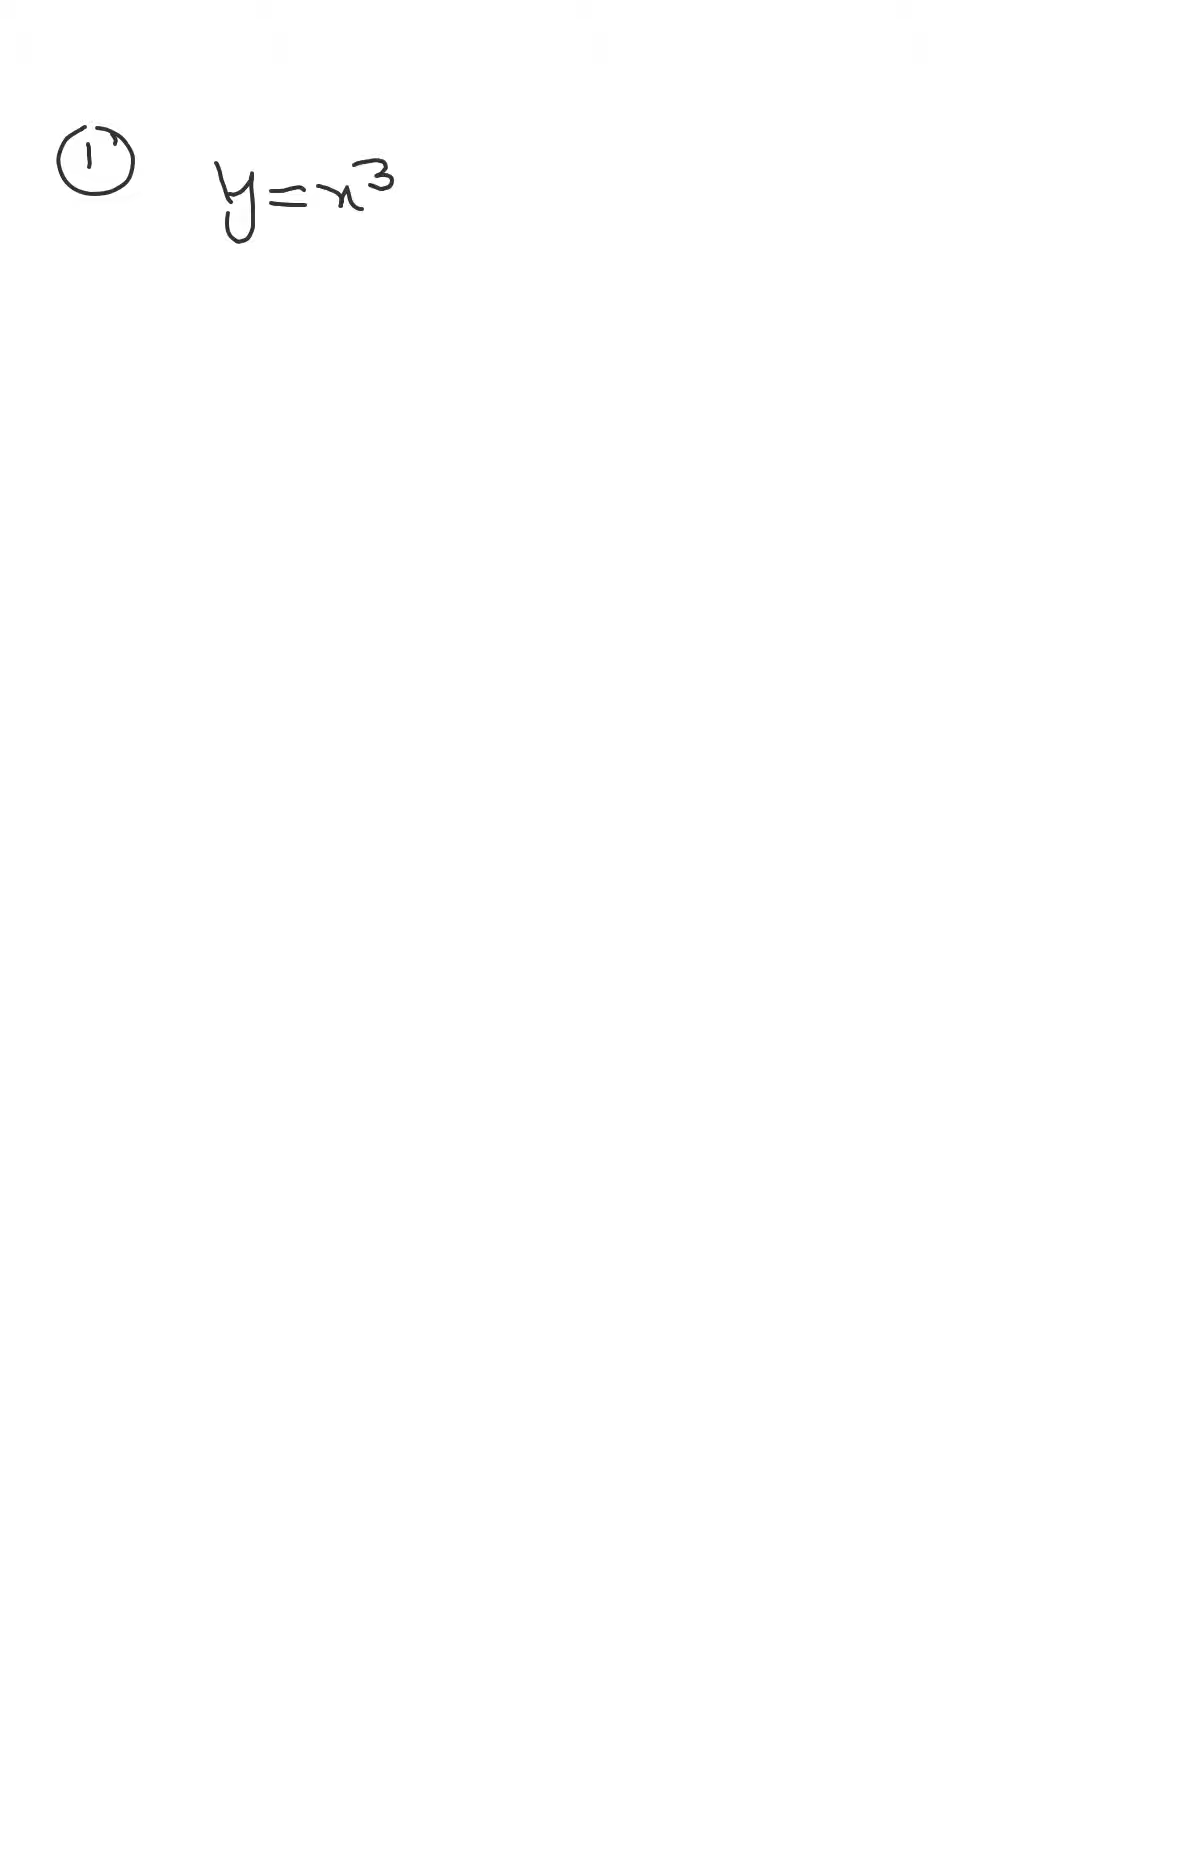 ① y = x³